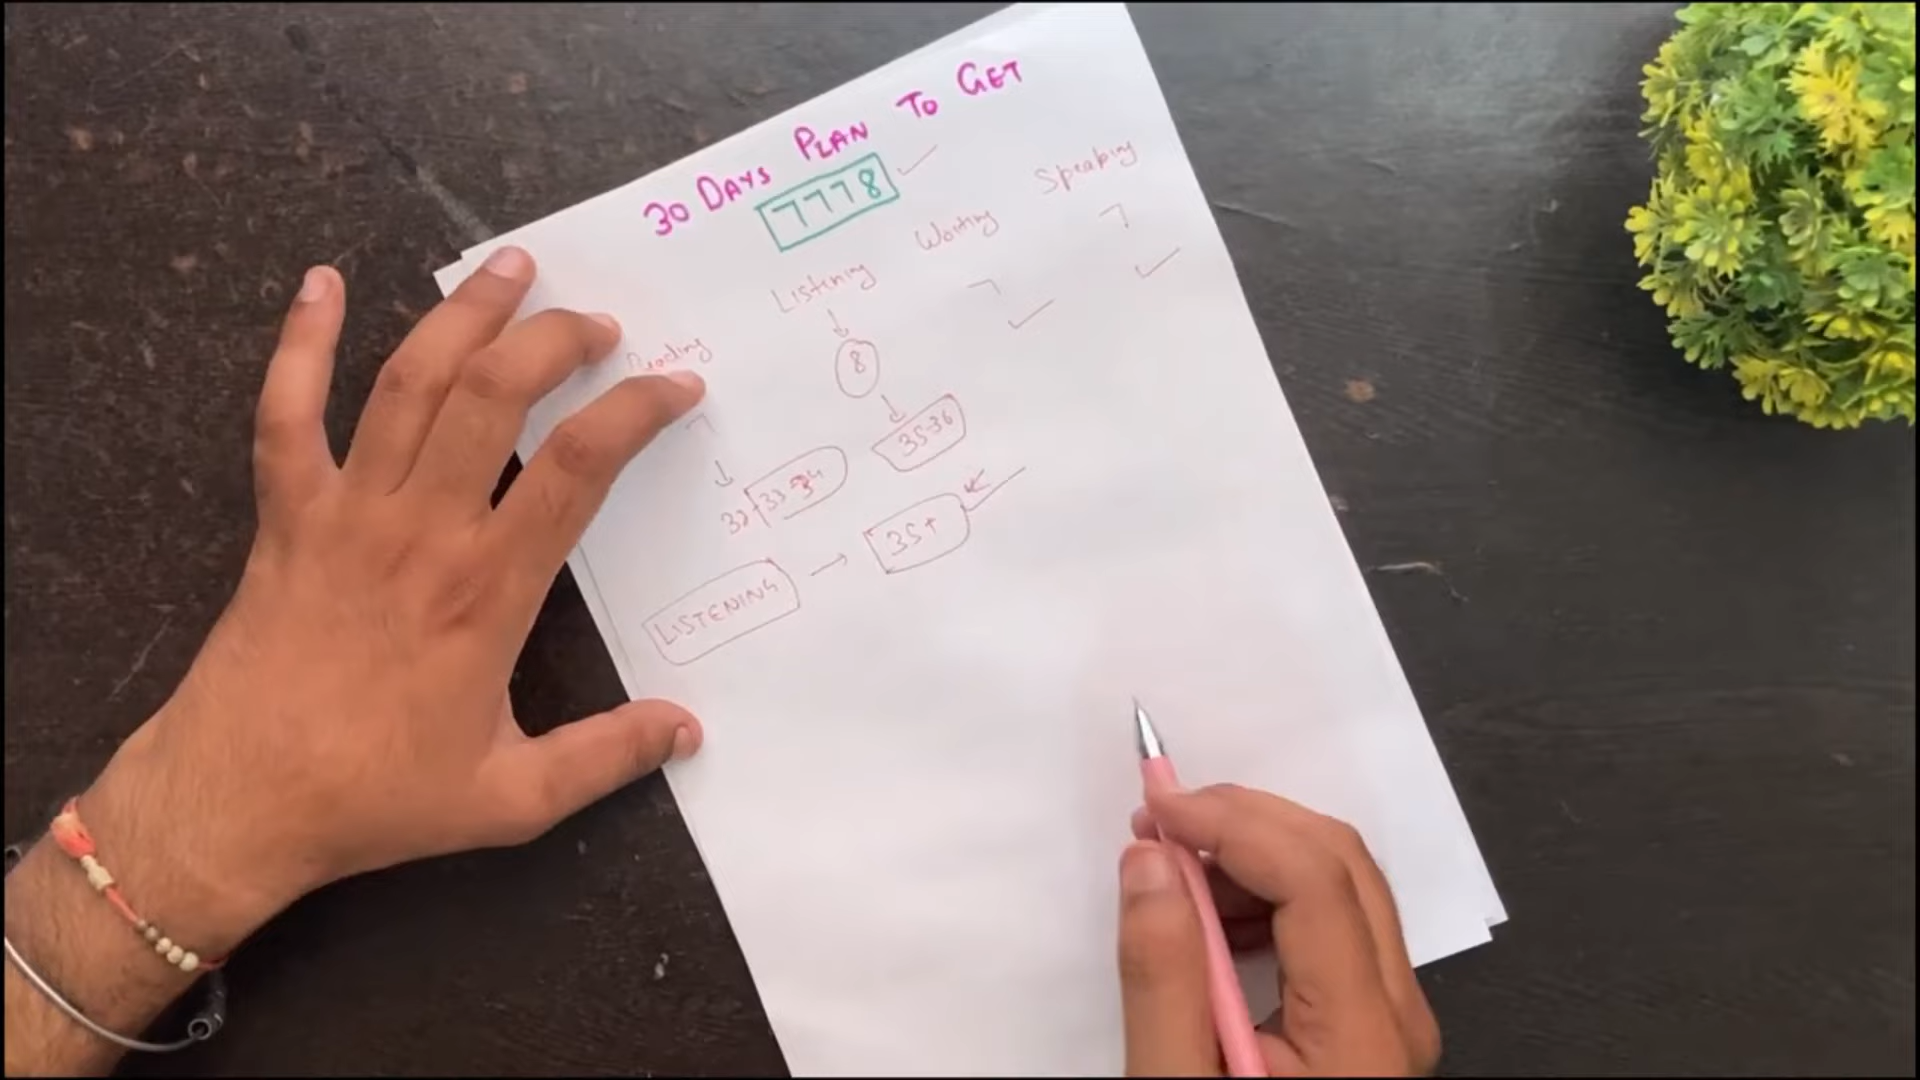 30 DAYS PLAN TO GET
7778
Reading Listening Writing Speaking
7 8 7 7
33-34 35-36
LISTENING → 35+